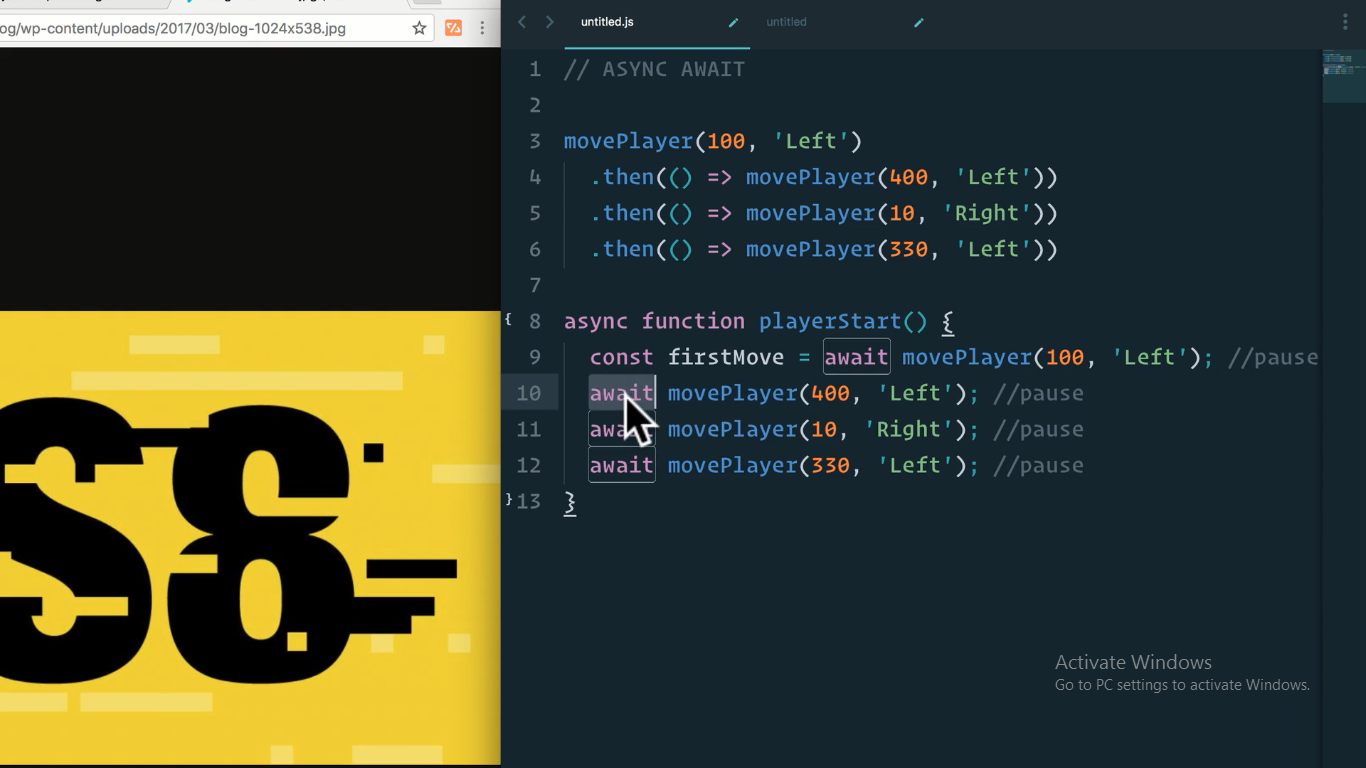 og/wp-content/uploads/2017/03/blog-1024x538.jpg
S8
untitled.js
untitled
1 // ASYNC AWAIT
2
3 movePlayer(100, 'Left')
4 .then(() => movePlayer(400, 'Left'))
5 .then(() => movePlayer(10, 'Right'))
6 .then(() => movePlayer(330, 'Left'))
7
{ 8 async function playerStart() {
9 const firstMove = await movePlayer(100, 'Left'); //pause
10 await movePlayer(400, 'Left'); //pause
11 await movePlayer(10, 'Right'); //pause
12 await movePlayer(330, 'Left'); //pause
} 13 }
Activate Windows
Go to PC settings to activate Windows.